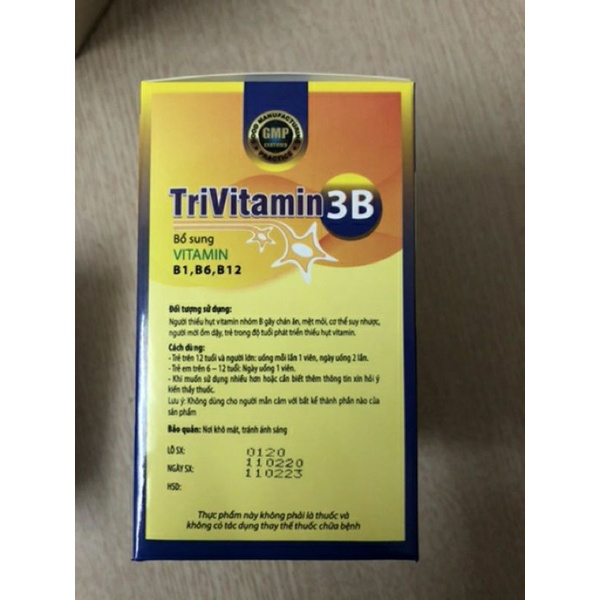 GOOD MANUFACTURING
GMP
CERTIFIED
PRACTICE
TriVitamin 3B
Bổ sung
VITAMIN
B1, B6, B12
Đối tượng sử dụng:
Người thiếu hụt vitamin nhóm B gây chán ăn, mệt mỏi, cơ thể suy nhược,
người mới ốm dậy, trẻ trong độ tuổi phát triển thiếu hụt vitamin.
Cách dùng:
- Trẻ trên 12 tuổi và người lớn: uống mỗi lần 1 viên, ngày uống 2 lần.
- Trẻ em trên 6 – 12 tuổi: Ngày uống 1 viên.
- Khi muốn sử dụng nhiều hơn hoặc cần biết thêm thông tin xin hỏi ý
kiến thầy thuốc.
Lưu ý: Không dùng cho người mẫn cảm với bất kể thành phần nào của
sản phẩm
Bảo quản: Nơi khô mát, tránh ánh sáng
LÔ SX: 0120
NGÀY SX: 110220
HSD: 110223
Thực phẩm này không phải là thuốc và
không có tác dụng thay thế thuốc chữa bệnh